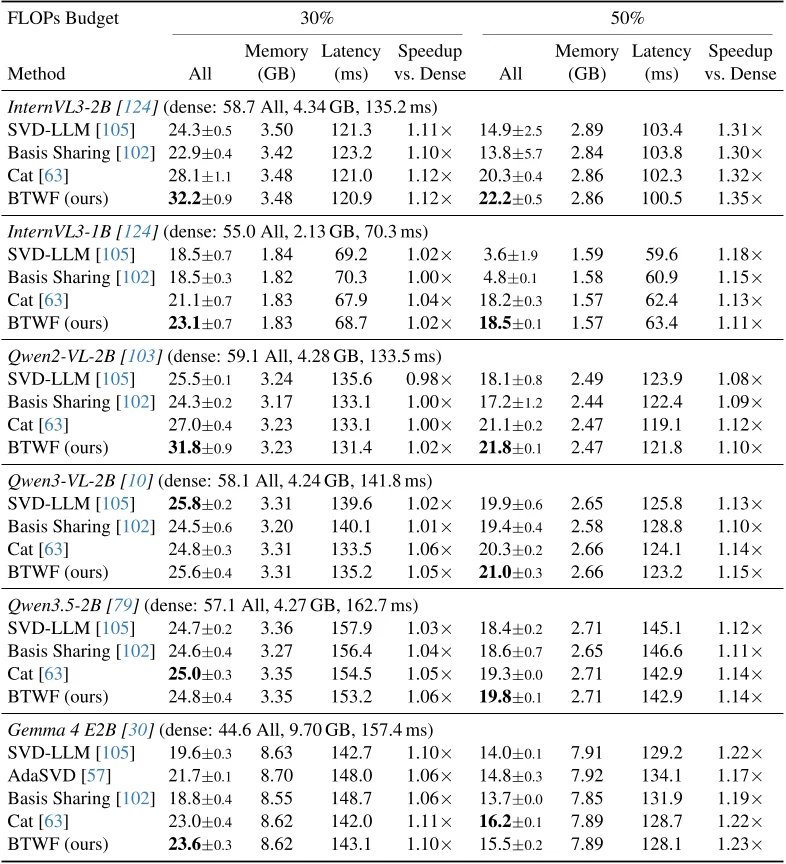 FLOPs Budget 30% 50%
Memory Latency Speedup Memory Latency Speedup
Method All (GB) (ms) vs. Dense All (GB) (ms) vs. Dense
InternVL3-2B [124] (dense: 58.7 All, 4.34 GB, 135.2 ms)
SVD-LLM [105] 24.3±0.5 3.50 121.3 1.11× 14.9±2.5 2.89 103.4 1.31×
Basis Sharing [102] 22.9±0.4 3.42 123.2 1.10× 13.8±5.7 2.84 103.8 1.30×
Cat [63] 28.1±1.1 3.48 121.0 1.12× 20.3±0.4 2.86 102.3 1.32×
BTWF (ours) 32.2±0.9 3.48 120.9 1.12× 22.2±0.5 2.86 100.5 1.35×
InternVL3-1B [124] (dense: 55.0 All, 2.13 GB, 70.3 ms)
SVD-LLM [105] 18.5±0.7 1.84 69.2 1.02× 3.6±1.9 1.59 59.6 1.18×
Basis Sharing [102] 18.5±0.3 1.82 70.3 1.00× 4.8±0.1 1.58 60.9 1.15×
Cat [63] 21.1±0.7 1.83 67.9 1.04× 18.2±0.3 1.57 62.4 1.13×
BTWF (ours) 23.1±0.7 1.83 68.7 1.02× 18.5±0.1 1.57 63.4 1.11×
Qwen2-VL-2B [103] (dense: 59.1 All, 4.28 GB, 133.5 ms)
SVD-LLM [105] 25.5±0.1 3.24 135.6 0.98× 18.1±0.8 2.49 123.9 1.08×
Basis Sharing [102] 24.3±0.2 3.17 133.1 1.00× 17.2±1.2 2.44 122.4 1.09×
Cat [63] 27.0±0.4 3.23 133.1 1.00× 21.1±0.2 2.47 119.1 1.12×
BTWF (ours) 31.8±0.9 3.23 131.4 1.02× 21.8±0.1 2.47 121.8 1.10×
Qwen3-VL-2B [10] (dense: 58.1 All, 4.24 GB, 141.8 ms)
SVD-LLM [105] 25.8±0.2 3.31 139.6 1.02× 19.9±0.6 2.65 125.8 1.13×
Basis Sharing [102] 24.5±0.6 3.20 140.1 1.01× 19.4±0.4 2.58 128.8 1.10×
Cat [63] 24.8±0.3 3.31 133.5 1.06× 20.3±0.2 2.66 124.1 1.14×
BTWF (ours) 25.6±0.4 3.31 135.2 1.05× 21.0±0.3 2.66 123.2 1.15×
Qwen3.5-2B [79] (dense: 57.1 All, 4.27 GB, 162.7 ms)
SVD-LLM [105] 24.7±0.2 3.36 157.9 1.03× 18.4±0.2 2.71 145.1 1.12×
Basis Sharing [102] 24.6±0.4 3.27 156.4 1.04× 18.6±0.7 2.65 146.6 1.11×
Cat [63] 25.0±0.3 3.35 154.5 1.05× 19.3±0.0 2.71 142.9 1.14×
BTWF (ours) 24.8±0.4 3.35 153.2 1.06× 19.8±0.1 2.71 142.9 1.14×
Gemma 4 E2B [30] (dense: 44.6 All, 9.70 GB, 157.4 ms)
SVD-LLM [105] 19.6±0.3 8.63 142.7 1.10× 14.0±0.1 7.91 129.2 1.22×
AdaSVD [57] 21.7±0.1 8.70 148.0 1.06× 14.8±0.3 7.92 134.1 1.17×
Basis Sharing [102] 18.8±0.4 8.55 148.7 1.06× 13.7±0.0 7.85 131.9 1.19×
Cat [63] 23.0±0.4 8.62 142.0 1.11× 16.2±0.1 7.89 128.7 1.22×
BTWF (ours) 23.6±0.3 8.62 143.1 1.10× 15.5±0.2 7.89 128.1 1.23×